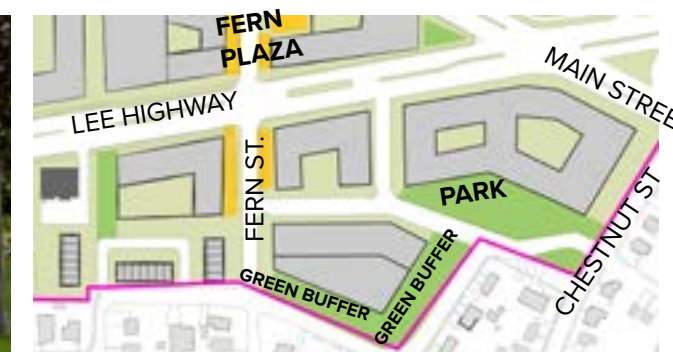 FERN
PLAZA
LEE HIGHWAY
MAIN STREE
FERN ST.
PARK
CHESTNUT ST
GREEN BUFFER
GREEN BUFFER